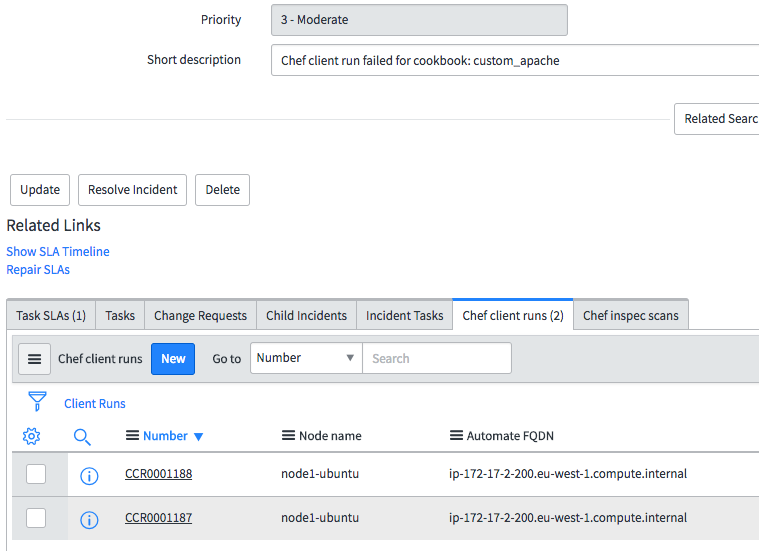 Priority 3 - Moderate
Short description Chef client run failed for cookbook: custom_apache
Related Searc
Update Resolve Incident Delete
Related Links
Show SLA Timeline
Repair SLAs
Task SLAs (1) Tasks Change Requests Child Incidents Incident Tasks Chef client runs (2) Chef inspec scans
Chef client runs New Go to Number Search
Client Runs
Number Node name Automate FQDN
CCR0001188 node1-ubuntu ip-172-17-2-200.eu-west-1.compute.internal
CCR0001187 node1-ubuntu ip-172-17-2-200.eu-west-1.compute.internal